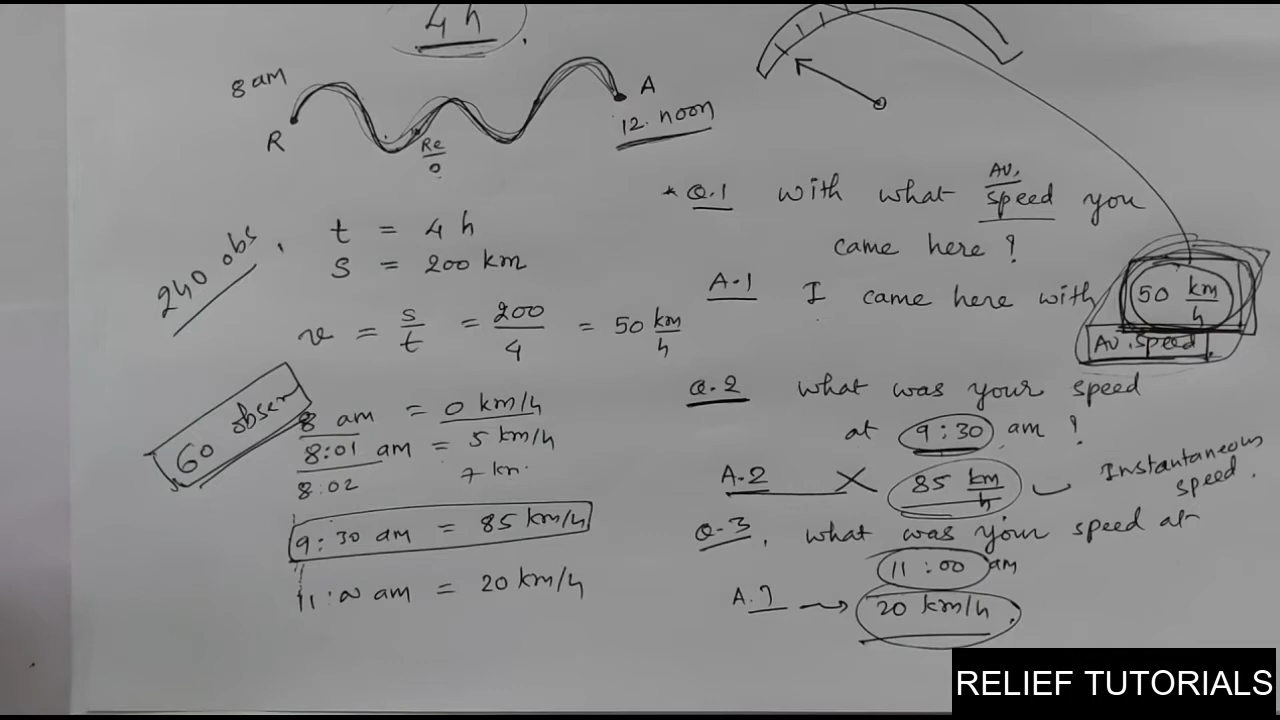 4 h
8 am
R
A
12. noon
Re/0
240 obs
t = 4 h
S = 200 km
v = s/t = 200/4 = 50 km/h
60 obser
8 am = 0 km/h
8:01 am = 5 km/h
8:02 7 km
9:30 am = 85 km/h
11:00 am = 20 km/h
* Q.1 With what Av. speed you
came here ?
A.1 I came here with 50 km/h
Av. speed
Q.2 what was your speed
at 9:30 am ?
A.2 X 85 km/h Instantaneous
speed.
Q.3, what was your speed at
11:00 am
→ 20 km/h.
RELIEF TUTORIALS